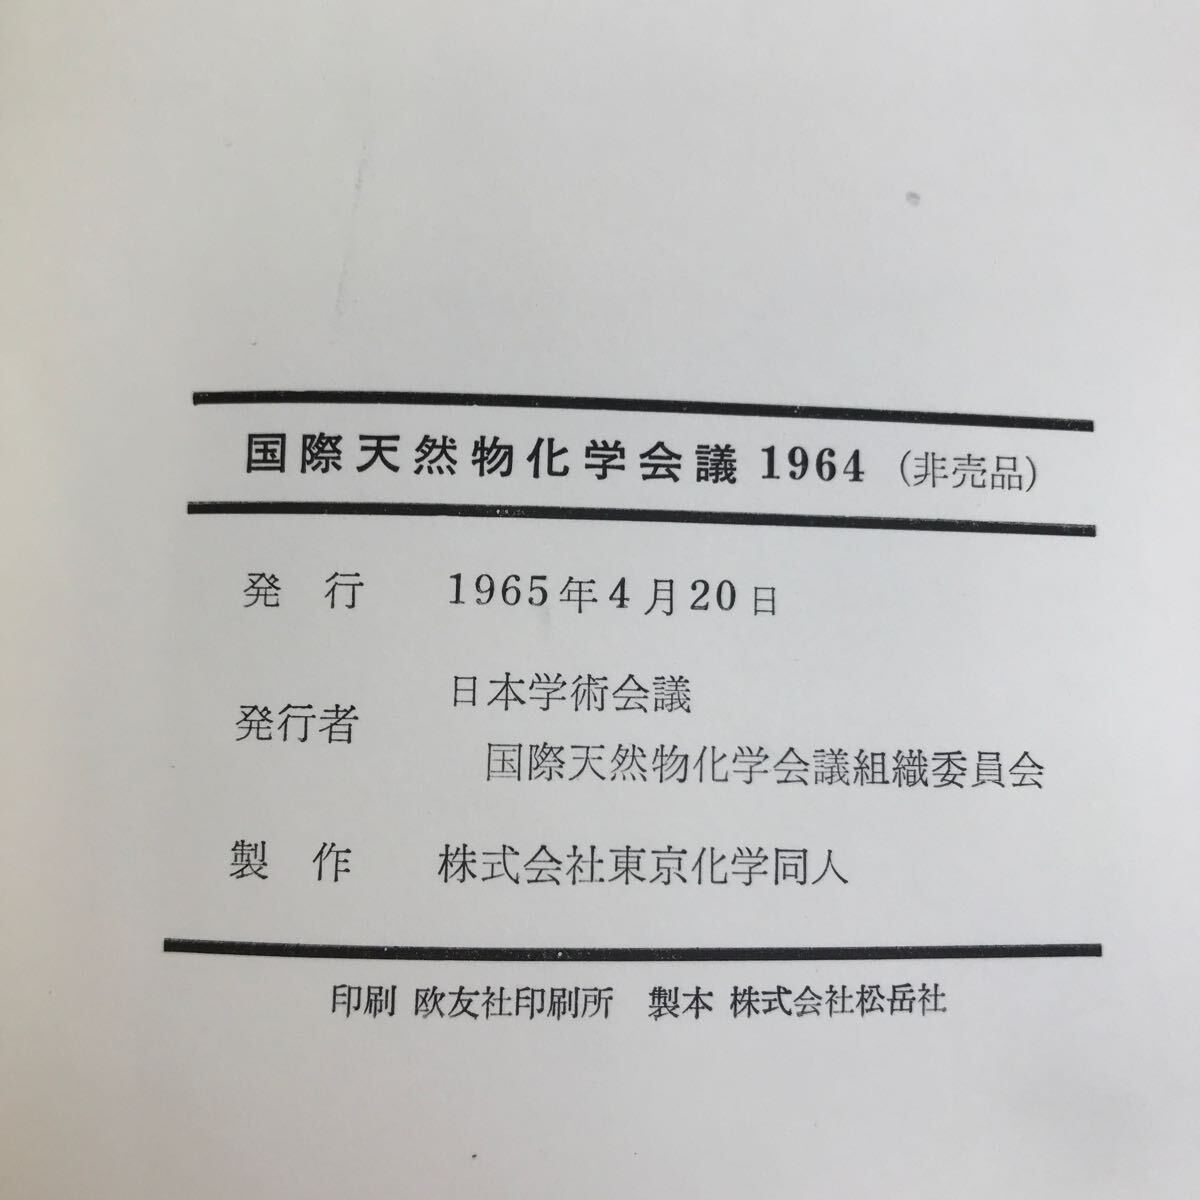 国際天然物化学会議 1964 (非売品)
発 行 1965年4月20日
発行者 日本学術会議
国際天然物化学会議組織委員会
製 作 株式会社東京化学同人
印刷 欧友社印刷所 製本 株式会社松岳社